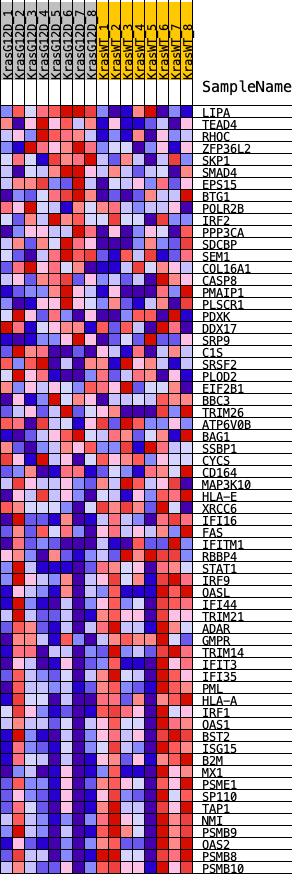 KrasG12D_1
KrasG12D_2
KrasG12D_3
KrasG12D_4
KrasG12D_5
KrasG12D_6
KrasG12D_7
KrasG12D_8
KrasWT_1
KrasWT_2
KrasWT_3
KrasWT_4
KrasWT_5
KrasWT_6
KrasWT_7
KrasWT_8
SampleName
LIPA
TEAD4
RHOC
ZFP36L2
SKP1
SMAD4
EPS15
BTG1
POLR2B
IRF2
PPP3CA
SDCBP
SEM1
COL16A1
CASP8
PMAIP1
PLSCR1
PDXK
DDX17
SRP9
C1S
SRSF2
PLOD2
EIF2B1
BBC3
TRIM26
ATP6V0B
BAG1
SSBP1
CYCS
CD164
MAP3K10
HLA-E
XRCC6
IFI16
FAS
IFITM1
RBBP4
STAT1
IRF9
OASL
IFI44
TRIM21
ADAR
GMPR
TRIM14
IFIT3
IFI35
PML
HLA-A
IRF1
OAS1
BST2
ISG15
B2M
MX1
PSME1
SP110
TAP1
NMI
PSMB9
OAS2
PSMB8
PSMB10